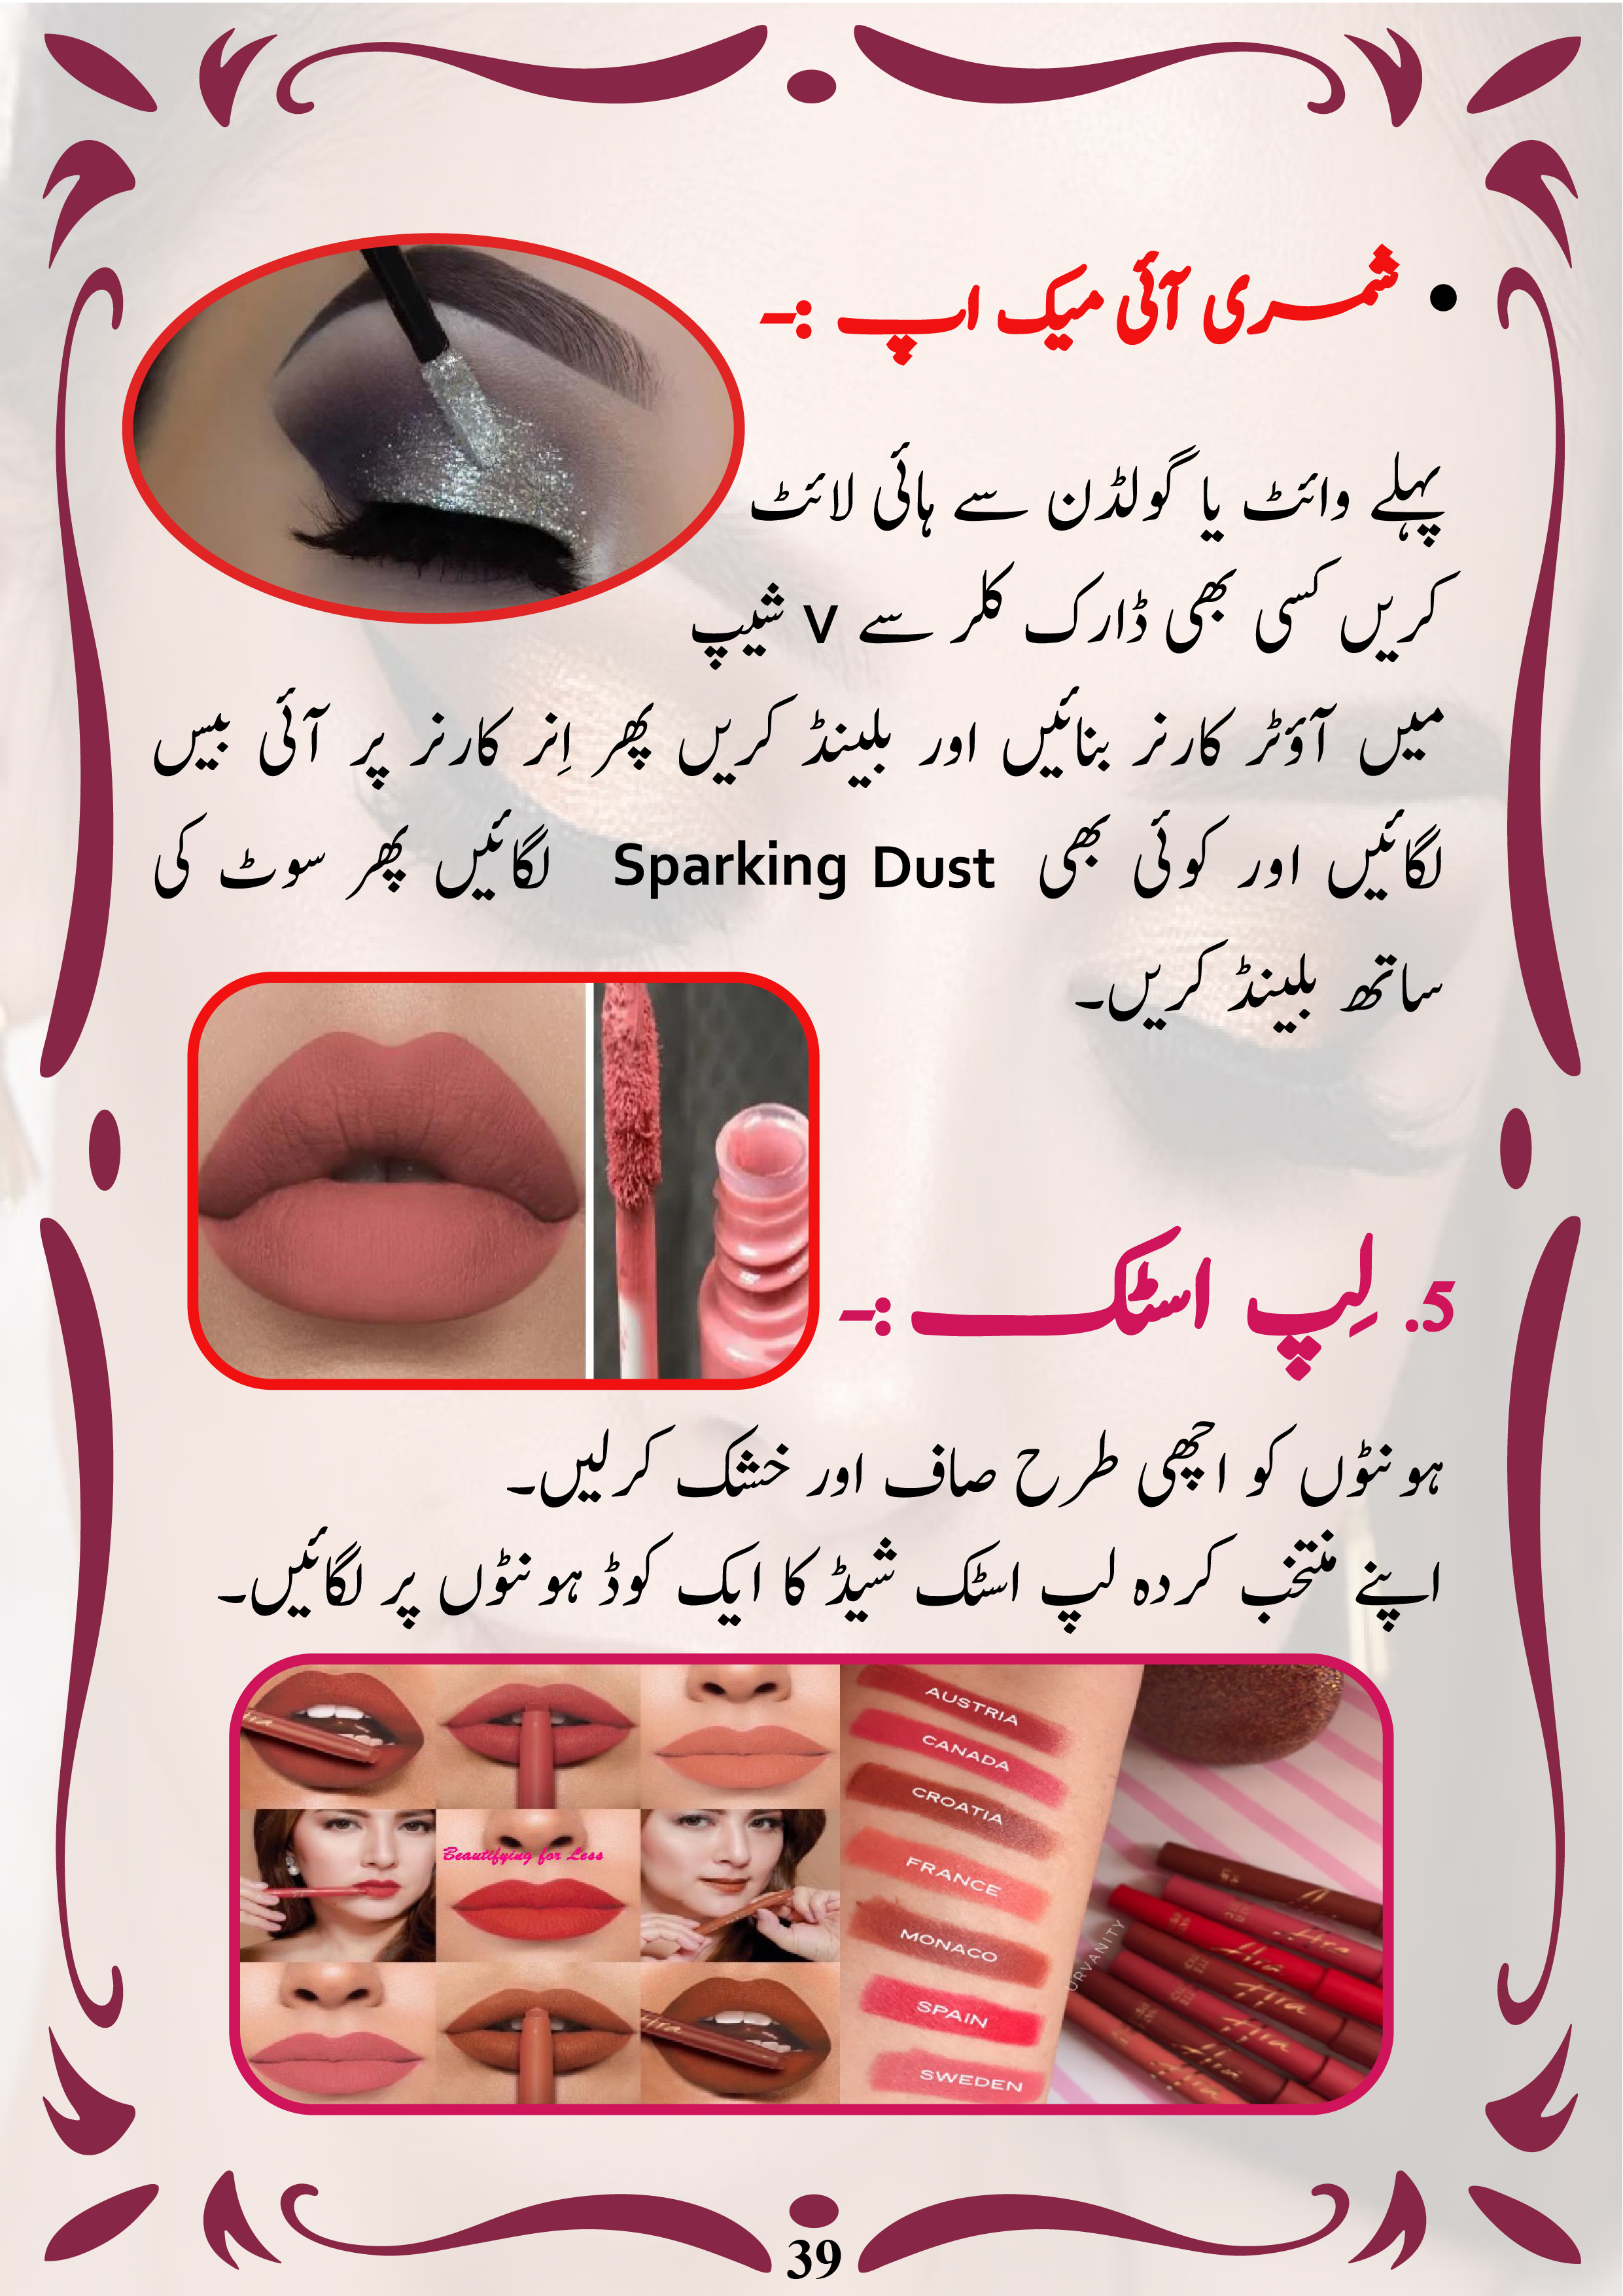 • شمری آئی میک اپ :-
پہلے وائٹ یا گولڈن سے ہائی لائٹ
کریں کسی بھی ڈارک کلر سے v شیپ
میں آؤٹر کارنر بنائیں اور بلینڈ کریں پھر اِنر کارنر پر آئی بیس
لگائیں اور کوئی بھی Sparking Dust لگائیں پھر سوٹ کی
ساتھ بلینڈ کریں۔
5. لِپ اسٹک :-
ہونٹوں کو اچھی طرح صاف اور خشک کرلیں۔
اپنے منتخب کردہ لپ اسٹک شیڈ کا ایک کوڈ ہونٹوں پر لگائیں۔
Beautifying for Less
AUSTRIA
CANADA
CROATIA
FRANCE
MONACO
SPAIN
SWEDEN
URVANITY
39